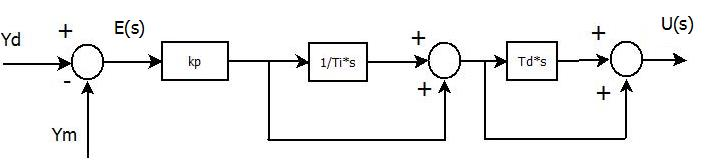 Yd
+
-
Ym
E(s)
kp
1/Ti*s
+
+
Td*s
+
+
U(s)